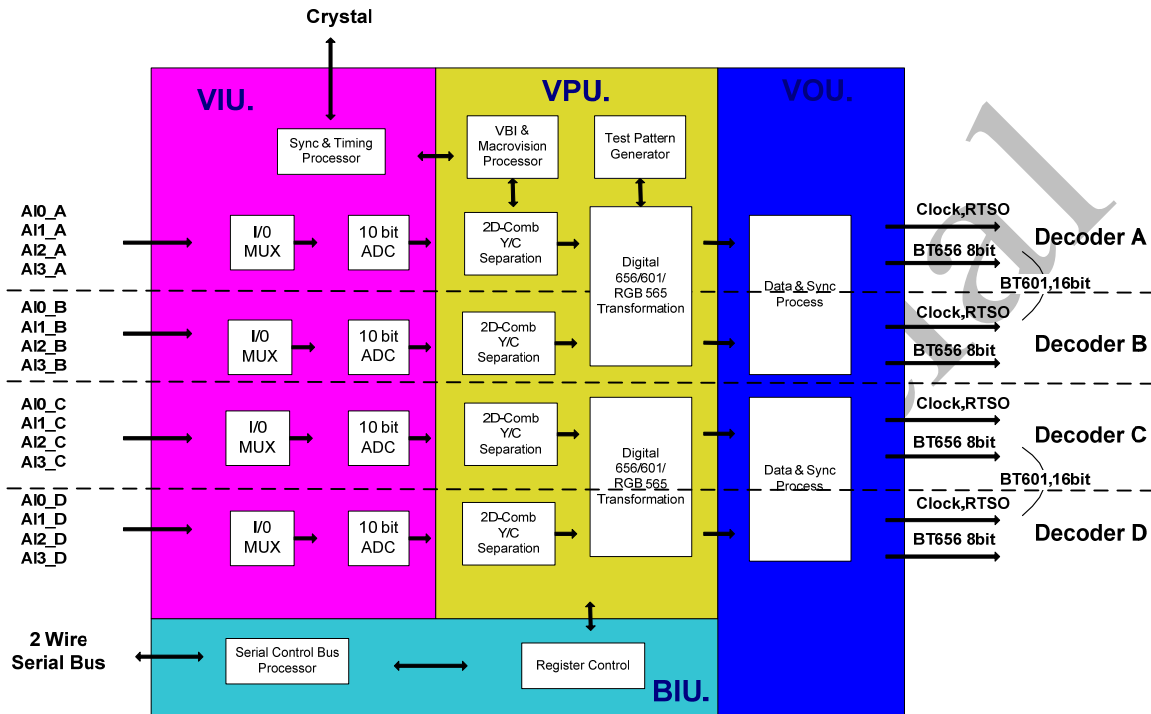 Crystal
VIU.
VPU.
VOU.
Sync & Timing
Processor
VBI &
Macrovision
Processor
Test Pattern
Generator
AI0_A
AI1_A
AI2_A
AI3_A
I/0
MUX
10 bit
ADC
2D-Comb
Y/C
Separation
Digital
656/601/
RGB 565
Transformation
Data & Sync
Process
Clock,RTSO
BT656 8bit
Decoder A
BT601,16bit
AI0_B
AI1_B
AI2_B
AI3_B
I/0
MUX
10 bit
ADC
2D-Comb
Y/C
Separation
Clock,RTSO
BT656 8bit
Decoder B
AI0_C
AI1_C
AI2_C
AI3_C
I/0
MUX
10 bit
ADC
2D-Comb
Y/C
Separation
Digital
656/601/
RGB 565
Transformation
Data & Sync
Process
Clock,RTSO
BT656 8bit
Decoder C
BT601,16bit
AI0_D
AI1_D
AI2_D
AI3_D
I/0
MUX
10 bit
ADC
2D-Comb
Y/C
Separation
Clock,RTSO
BT656 8bit
Decoder D
2 Wire
Serial Bus
Serial Control Bus
Processor
Register Control
BIU.